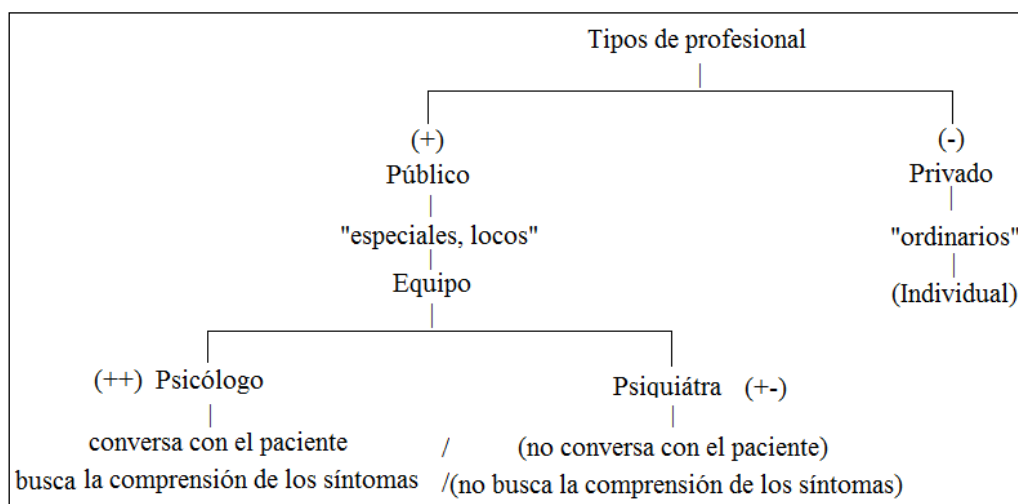 Tipos de profesional
(+) (-)
Público Privado
"especiales, locos" "ordinarios"
Equipo (Individual)
(++) Psicólogo Psiquiátra (+-)
conversa con el paciente / (no conversa con el paciente)
busca la comprensión de los síntomas /(no busca la comprensión de los síntomas)